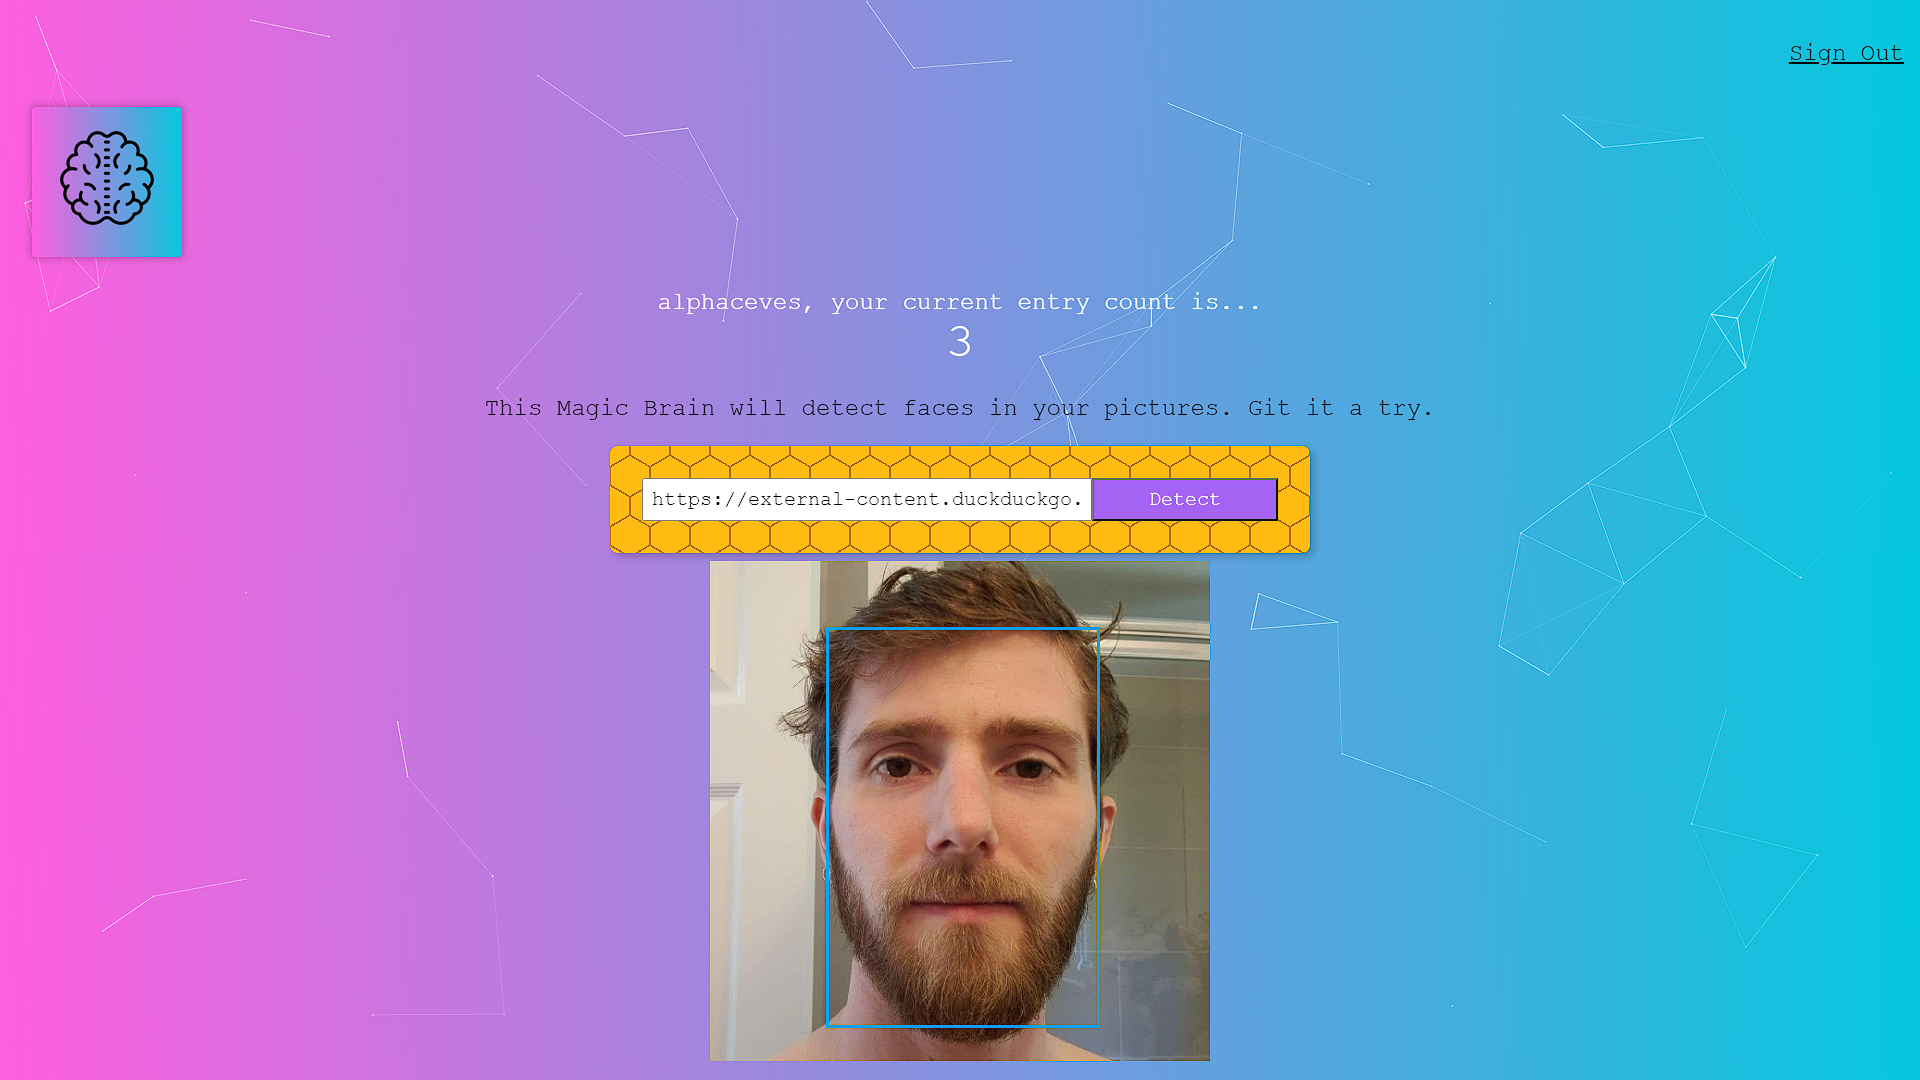 Sign Out
alphaceves, your current entry count is...
3
This Magic Brain will detect faces in your pictures. Git it a try.
https://external-content.duckduckgo.
Detect